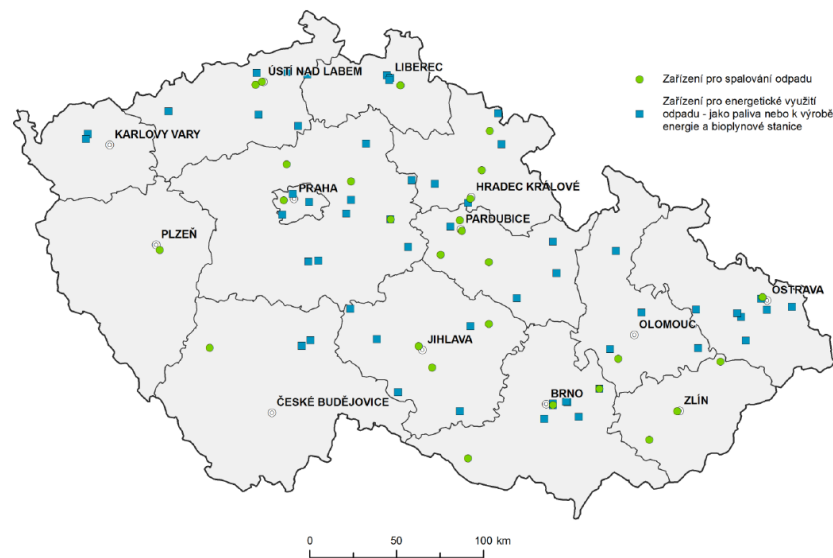 ÚSTÍ NAD LABEM
LIBEREC
Zařízení pro spalování odpadu
Zařízení pro energetické využití
odpadu - jako paliva nebo k výrobě
energie a bioplynové stanice
KARLOVY VARY
PRAHA
HRADEC KRÁLOVÉ
PARDUBICE
PLZEŇ
OSTRAVA
OLOMOUC
JIHLAVA
BRNO
ZLÍN
ČESKÉ BUDĚJOVICE
0 50 100 km